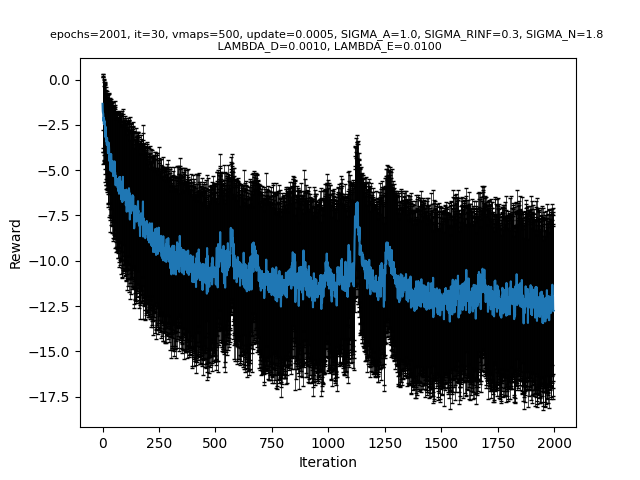 epochs=2001, it=30, vmaps=500, update=0.0005, SIGMA_A=1.0, SIGMA_RINF=0.3, SIGMA_N=1.8
LAMBDA_D=0.0010, LAMBDA_E=0.0100
0.0
−2.5
−5.0
−7.5
−10.0
−12.5
−15.0
−17.5
Reward
0 250 500 750 1000 1250 1500 1750 2000
Iteration